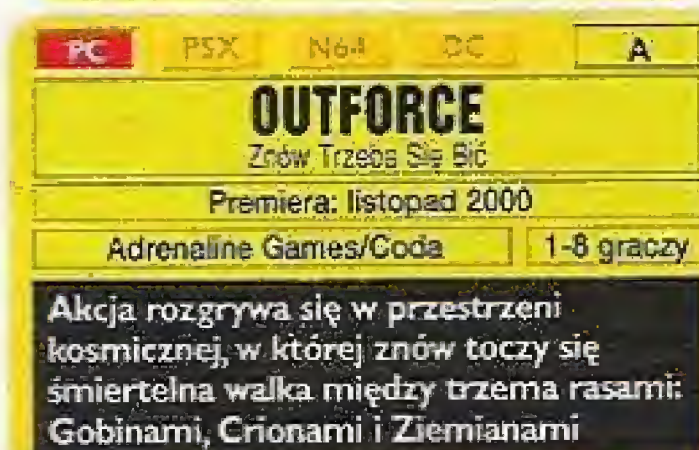 PC PSX N64 DC A
OUTFORCE
Znów Trzeba Się Bić
Premiera: listopad 2000
Adrenaline Games/Coda 1-8 graczy
Akcja rozgrywa się w przestrzeni
kosmicznej, w której znów toczy się
śmiertelna walka między trzema rasami:
Gobinami, Crionami i Ziemianami